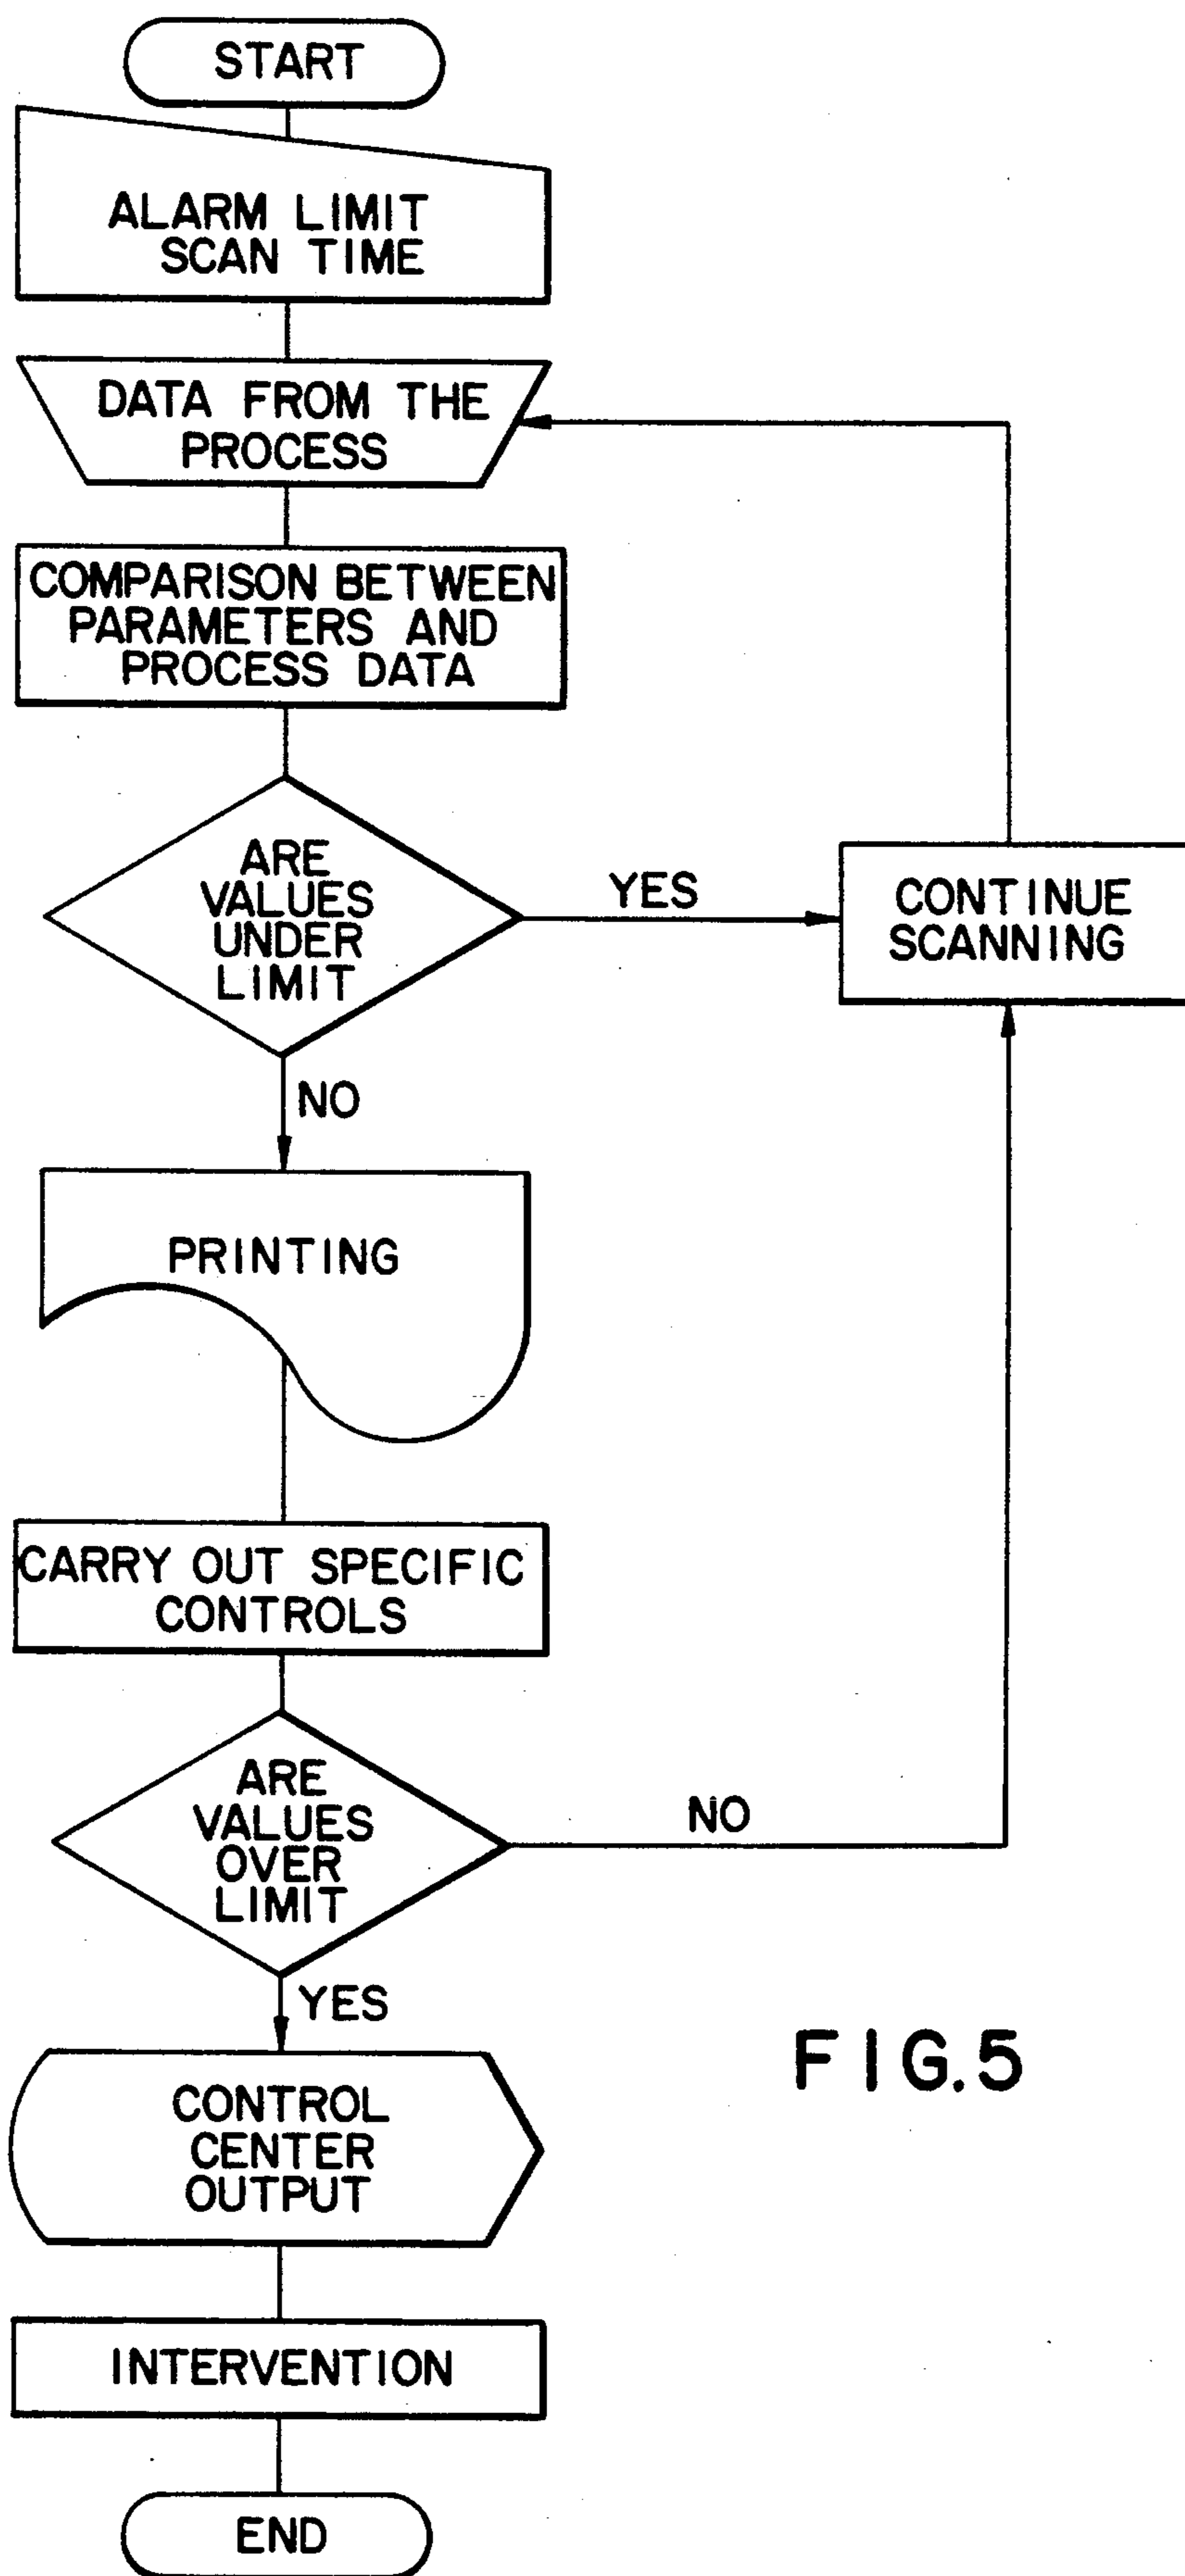 START
ALARM LIMIT
SCAN TIME
DATA FROM THE
PROCESS
COMPARISON BETWEEN
PARAMETERS AND
PROCESS DATA
ARE
VALUES
UNDER
LIMIT
YES
CONTINUE
SCANNING
NO
PRINTING
CARRY OUT SPECIFIC
CONTROLS
ARE
VALUES
OVER
LIMIT
NO
YES
CONTROL
CENTER
OUTPUT
FIG.5
INTERVENTION
END